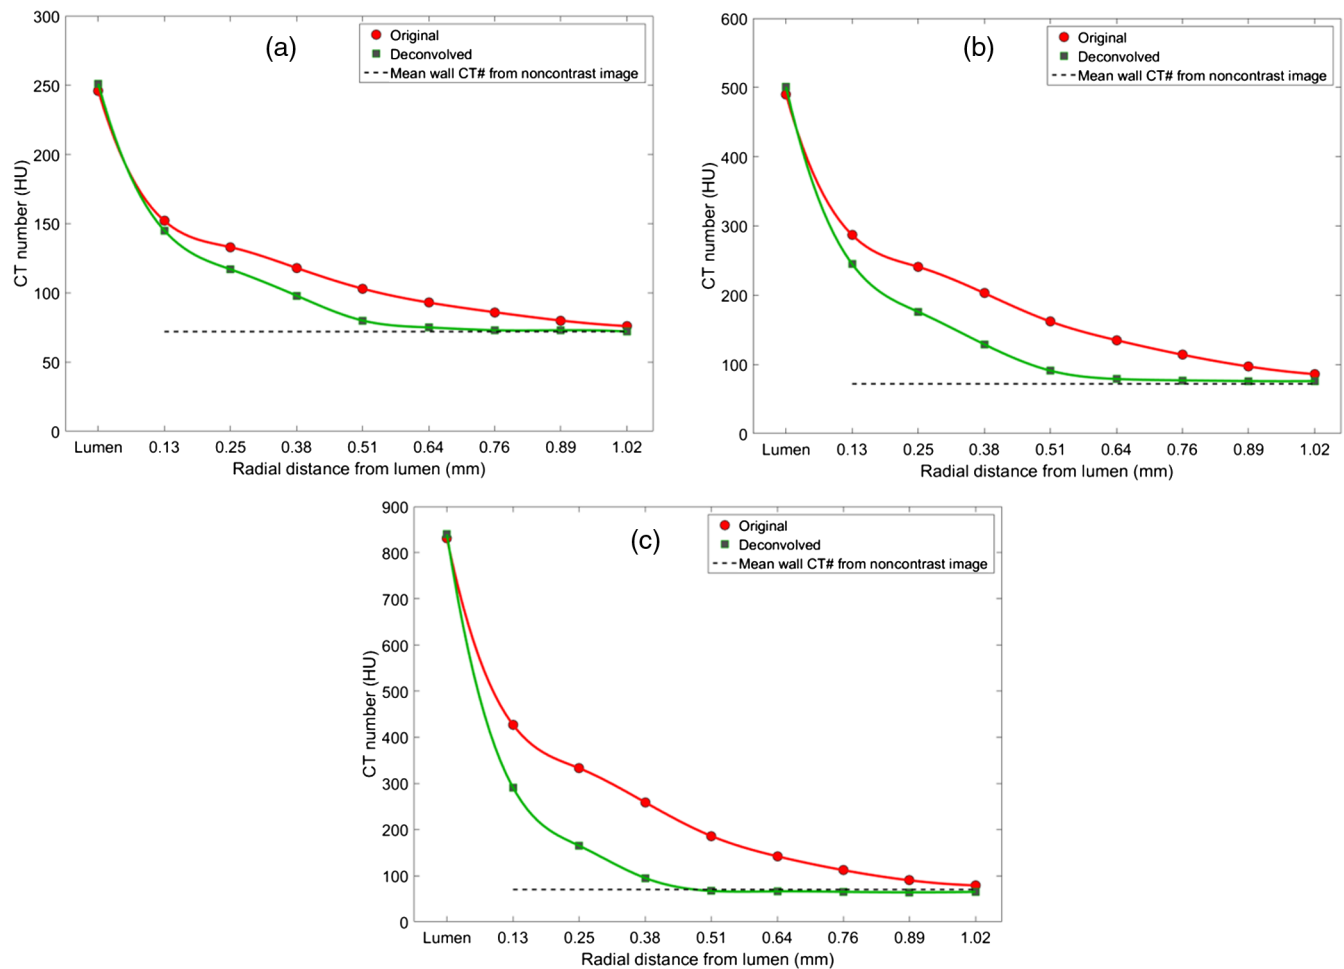 (a)
Original
Deconvolved
Mean wall CT# from noncontrast image
300
250
200
150
100
50
0
CT number (HU)
Lumen 0.13 0.25 0.38 0.51 0.64 0.76 0.89 1.02
Radial distance from lumen (mm)
(b)
Original
Deconvolved
Mean wall CT# from noncontrast image
600
500
400
300
200
100
0
CT number (HU)
Lumen 0.13 0.25 0.38 0.51 0.64 0.76 0.89 1.02
Radial distance from lumen (mm)
(c)
Original
Deconvolved
Mean wall CT# from noncontrast image
900
800
700
600
500
400
300
200
100
0
CT number (HU)
Lumen 0.13 0.25 0.38 0.51 0.64 0.76 0.89 1.02
Radial distance from lumen (mm)